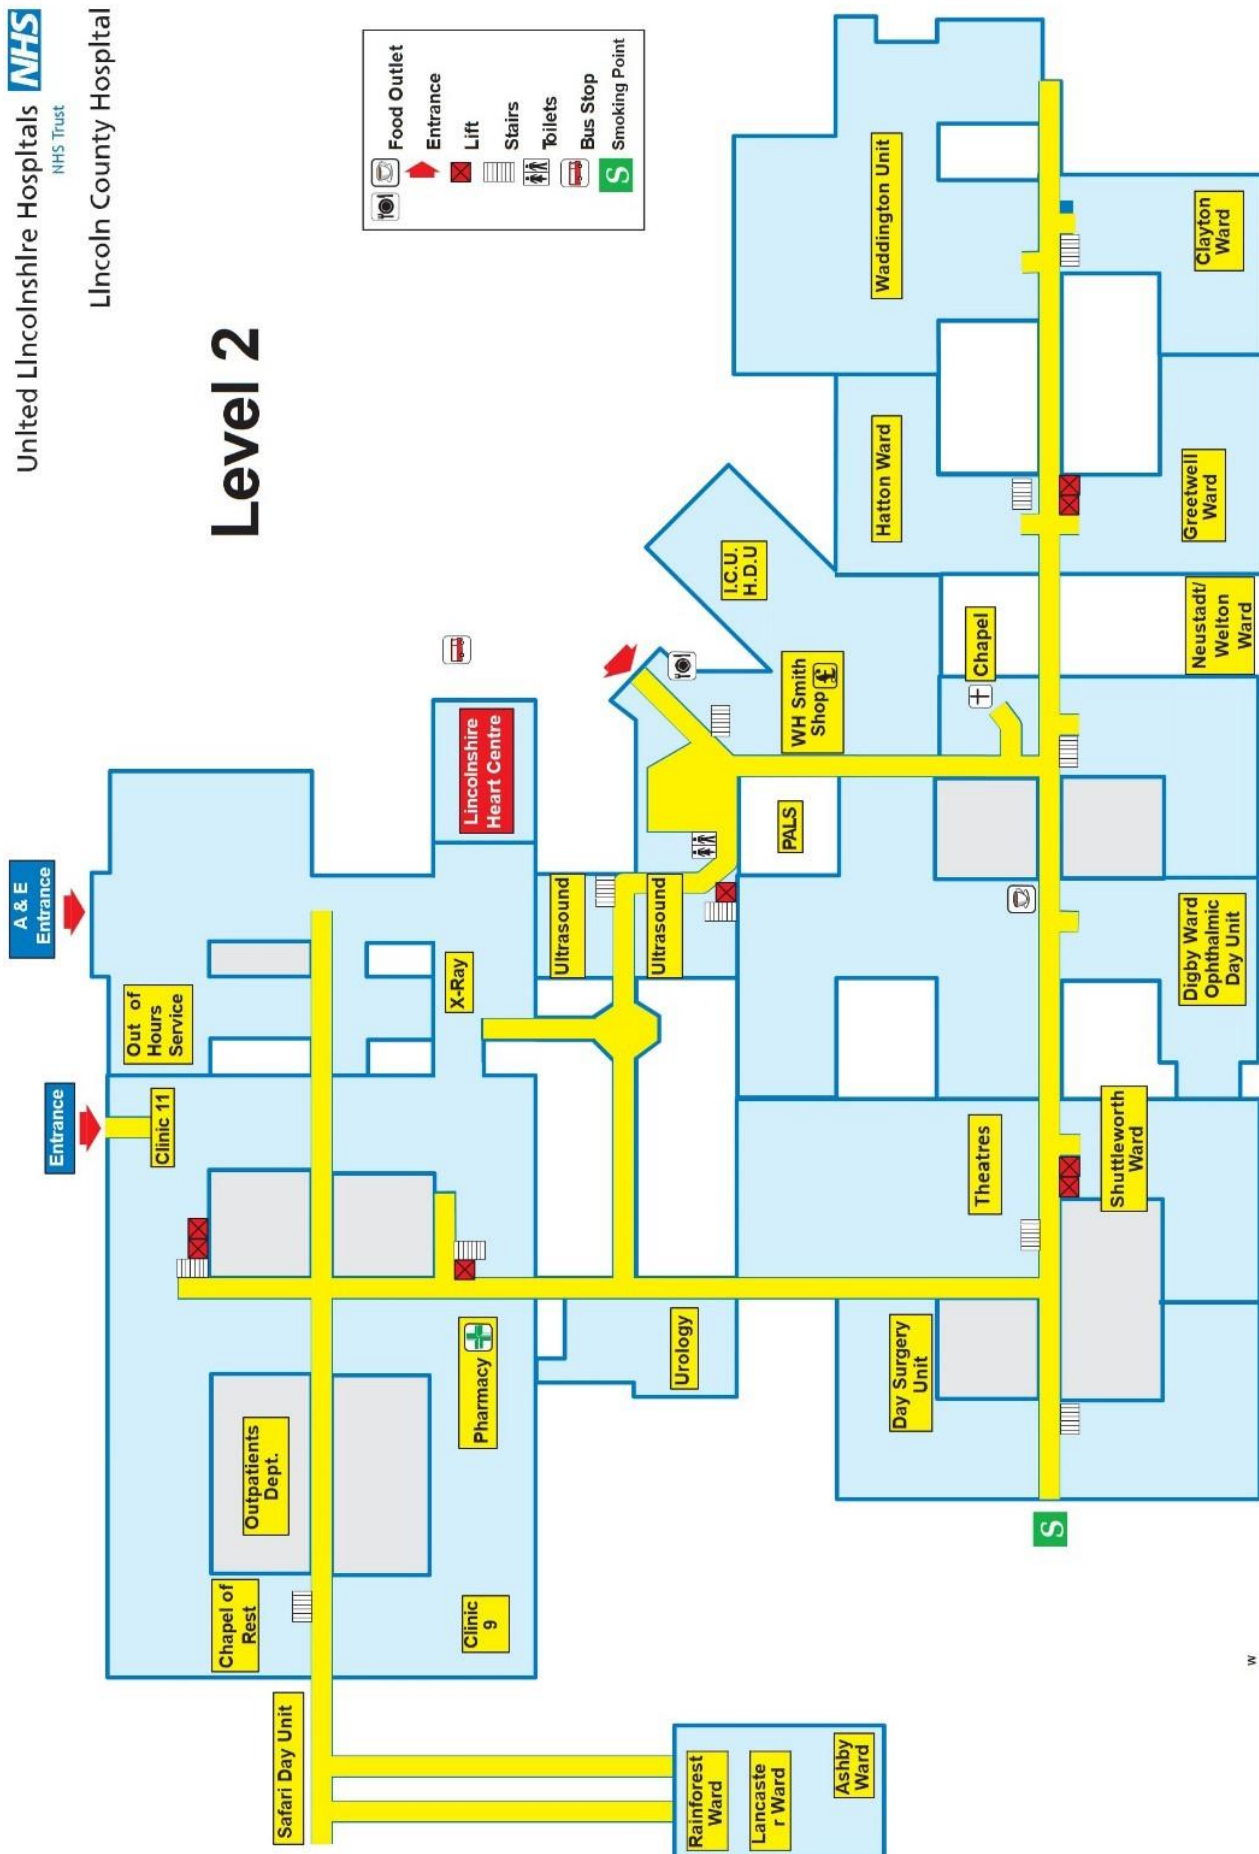 United Lincolnshire Hospitals NHS
NHS Trust
Lincoln County Hospital
Level 2
Food Outlet
Entrance
Lift
Stairs
Toilets
Bus Stop
S Smoking Point
A & E
Entrance
Entrance
Out of
Hours
Service
Clinic 11
Chapel of
Rest
Outpatients
Dept.
Safari Day Unit
X-Ray
Lincolnshire
Heart Centre
Pharmacy
Clinic
9
Ultrasound
Ultrasound
Urology
Rainforest
Ward
Lancaste
r Ward
Ashby
Ward
I.C.U.
H.D.U
WH Smith
Shop £
PALS
Waddington Unit
Hatton Ward
Day Surgery
Unit
Chapel
Theatres
S
Shuttleworth
Ward
Digby Ward
Ophthalmic
Day Unit
Neustadt/
Welton
Ward
Greetwell
Ward
Clayton
Ward
w